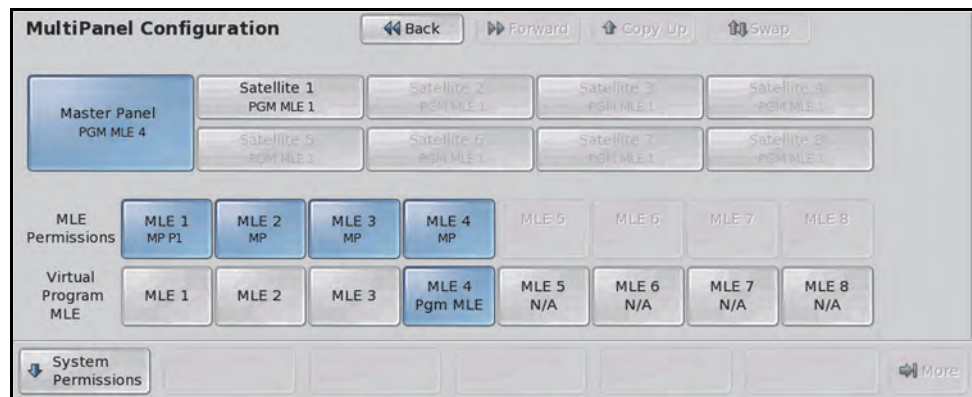 MultiPanel Configuration
Back
Forward
Copy Up
Swap
Master Panel
PGM MLE 4
Satellite 1
PGM MLE 1
Satellite 2
PGM MLE 1
Satellite 3
PGM MLE 1
Satellite 4
PGM MLE 1
Satellite 5
PGM MLE 1
Satellite 6
PGM MLE 1
Satellite 7
PGM MLE 1
Satellite 8
PGM MLE 1
MLE
Permissions
MLE 1
MP P1
MLE 2
MP
MLE 3
MP
MLE 4
MP
MLE 5
MLE 6
MLE 7
MLE 8
Virtual
Program
MLE
MLE 1
MLE 2
MLE 3
MLE 4
Pgm MLE
MLE 5
N/A
MLE 6
N/A
MLE 7
N/A
MLE 8
N/A
System
Permissions
More